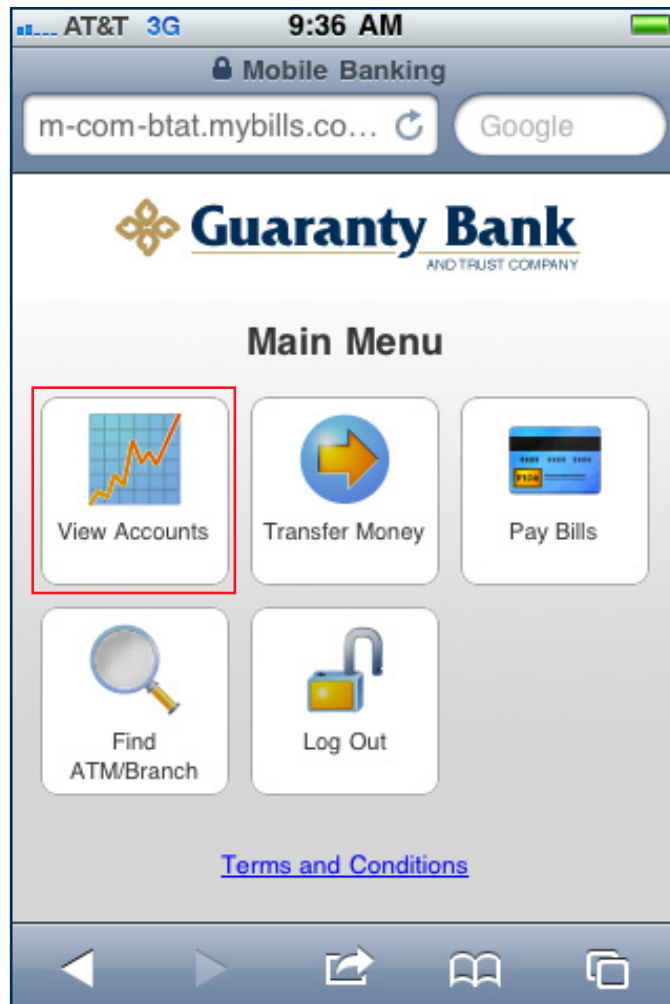 AT&T 3G 9:36 AM
Mobile Banking
m-com-btat.mybills.co... Google
Guaranty Bank
AND TRUST COMPANY
Main Menu
View Accounts Transfer Money Pay Bills
Find
ATM/Branch
Log Out
Terms and Conditions